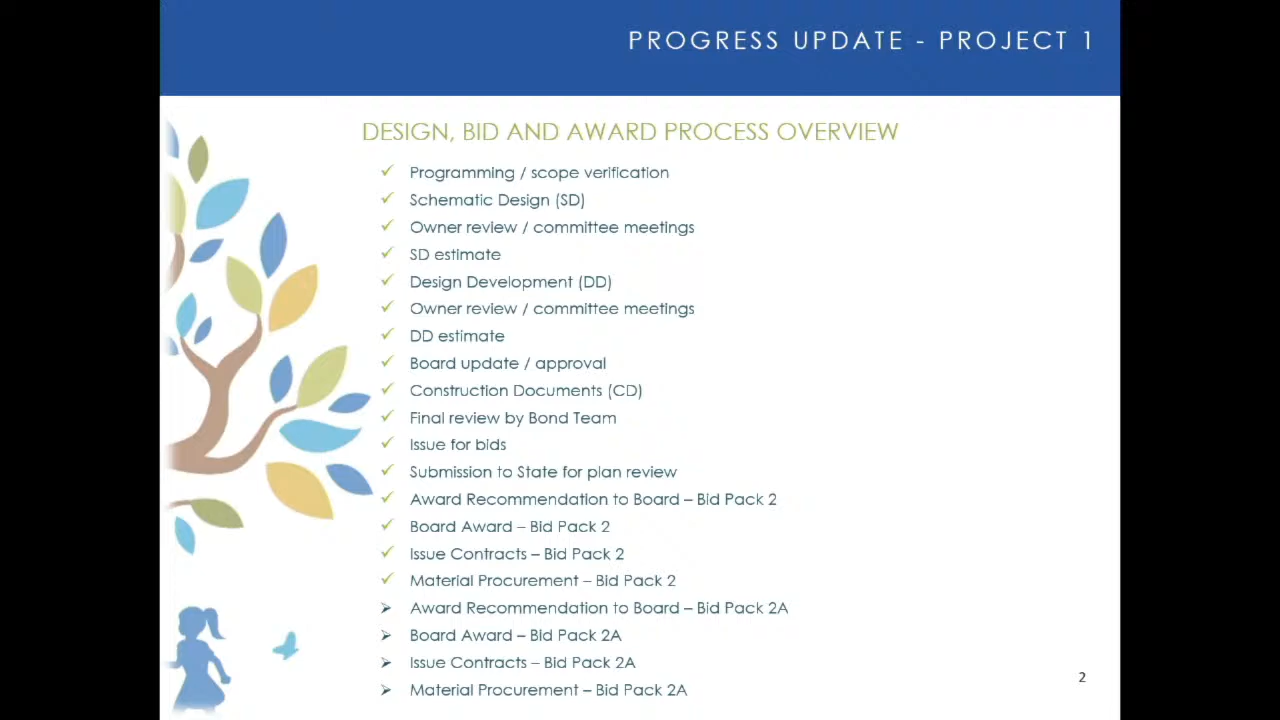 PROGRESS UPDATE - PROJECT 1
DESIGN, BID AND AWARD PROCESS OVERVIEW
✓ Programming / scope verification
✓ Schematic Design (SD)
✓ Owner review / committee meetings
✓ SD estimate
✓ Design Development (DD)
✓ Owner review / committee meetings
✓ DD estimate
✓ Board update / approval
✓ Construction Documents (CD)
✓ Final review by Bond Team
✓ Issue for bids
✓ Submission to State for plan review
✓ Award Recommendation to Board – Bid Pack 2
✓ Board Award – Bid Pack 2
✓ Issue Contracts – Bid Pack 2
✓ Material Procurement – Bid Pack 2
➢ Award Recommendation to Board – Bid Pack 2A
➢ Board Award – Bid Pack 2A
➢ Issue Contracts – Bid Pack 2A
➢ Material Procurement – Bid Pack 2A
2